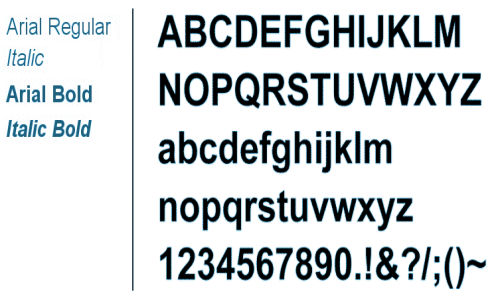 Arial Regular
Italic
Arial Bold
Italic Bold
ABCDEFGHIJKLM
NOPQRSTUVWXYZ
abcdefghijklm
nopqrstuvwxyz
1234567890.!&?/;()~